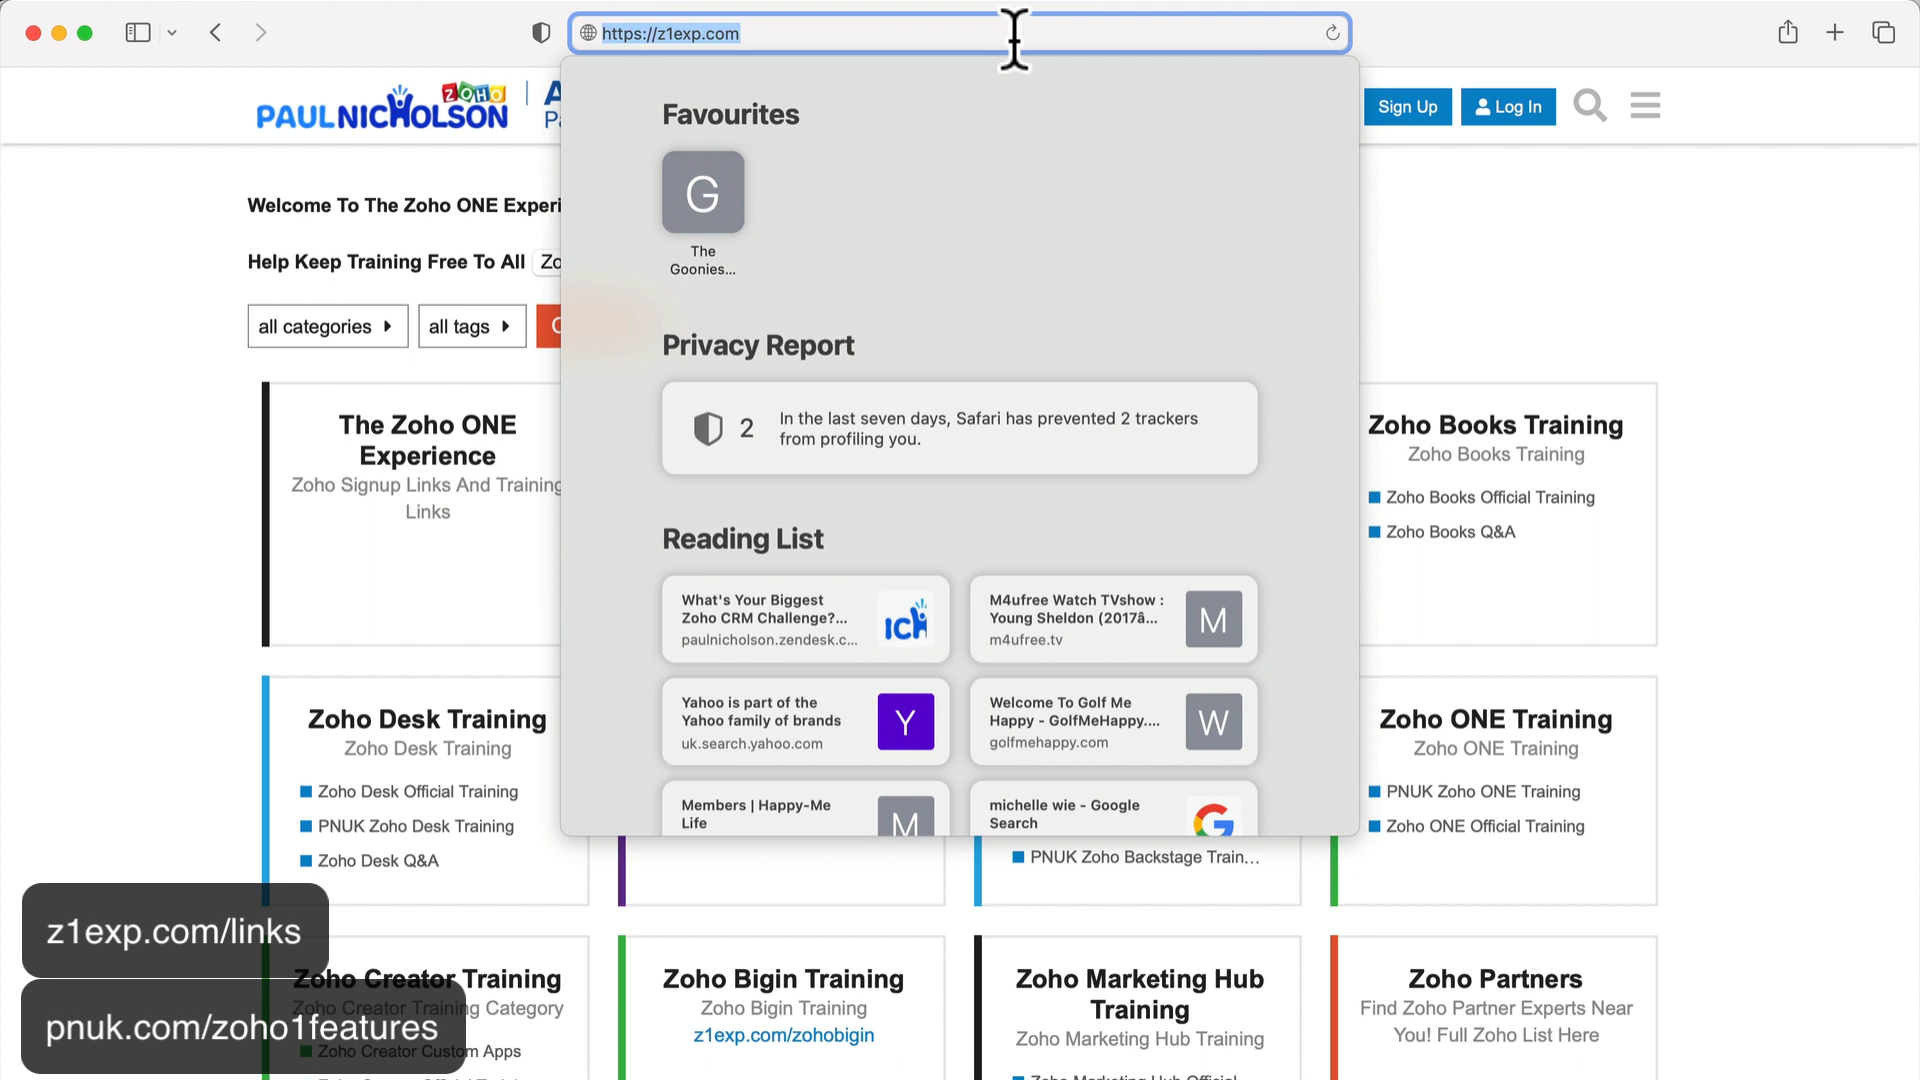 https://z1exp.com
ZOHO
PAULNICHOLSON
Sign Up
Log In
Favourites
G
The
Goonies...
Welcome To The Zoho ONE Experi
Help Keep Training Free To All
Zo
all categories
all tags
Privacy Report
2
In the last seven days, Safari has prevented 2 trackers
from profiling you.
The Zoho ONE
Experience
Zoho Signup Links And Training
Links
Zoho Books Training
Zoho Books Training
Zoho Books Official Training
Zoho Books Q&A
Reading List
What's Your Biggest
Zoho CRM Challenge?...
paulnicholson.zendesk.c...
ICH
M4ufree Watch TVshow :
Young Sheldon (2017â...
m4ufree.tv
M
Yahoo is part of the
Yahoo family of brands
uk.search.yahoo.com
Y
Welcome To Golf Me
Happy - GolfMeHappy....
golfmehappy.com
W
Members | Happy-Me
Life
M
michelle wie - Google
Search
G
Zoho Desk Training
Zoho Desk Training
Zoho Desk Official Training
PNUK Zoho Desk Training
Zoho Desk Q&A
PNUK Zoho Backstage Train...
Zoho ONE Training
Zoho ONE Training
PNUK Zoho ONE Training
Zoho ONE Official Training
z1exp.com/links
pnuk.com/zoho1features
Zoho Creator Training
Zoho Creator Training Category
Zoho Creator Custom Apps
Zoho Bigin Training
Zoho Bigin Training
z1exp.com/zohobigin
Zoho Marketing Hub
Training
Zoho Marketing Hub Training
Zoho Marketing Hub Official
Zoho Partners
Find Zoho Partner Experts Near
You! Full Zoho List Here